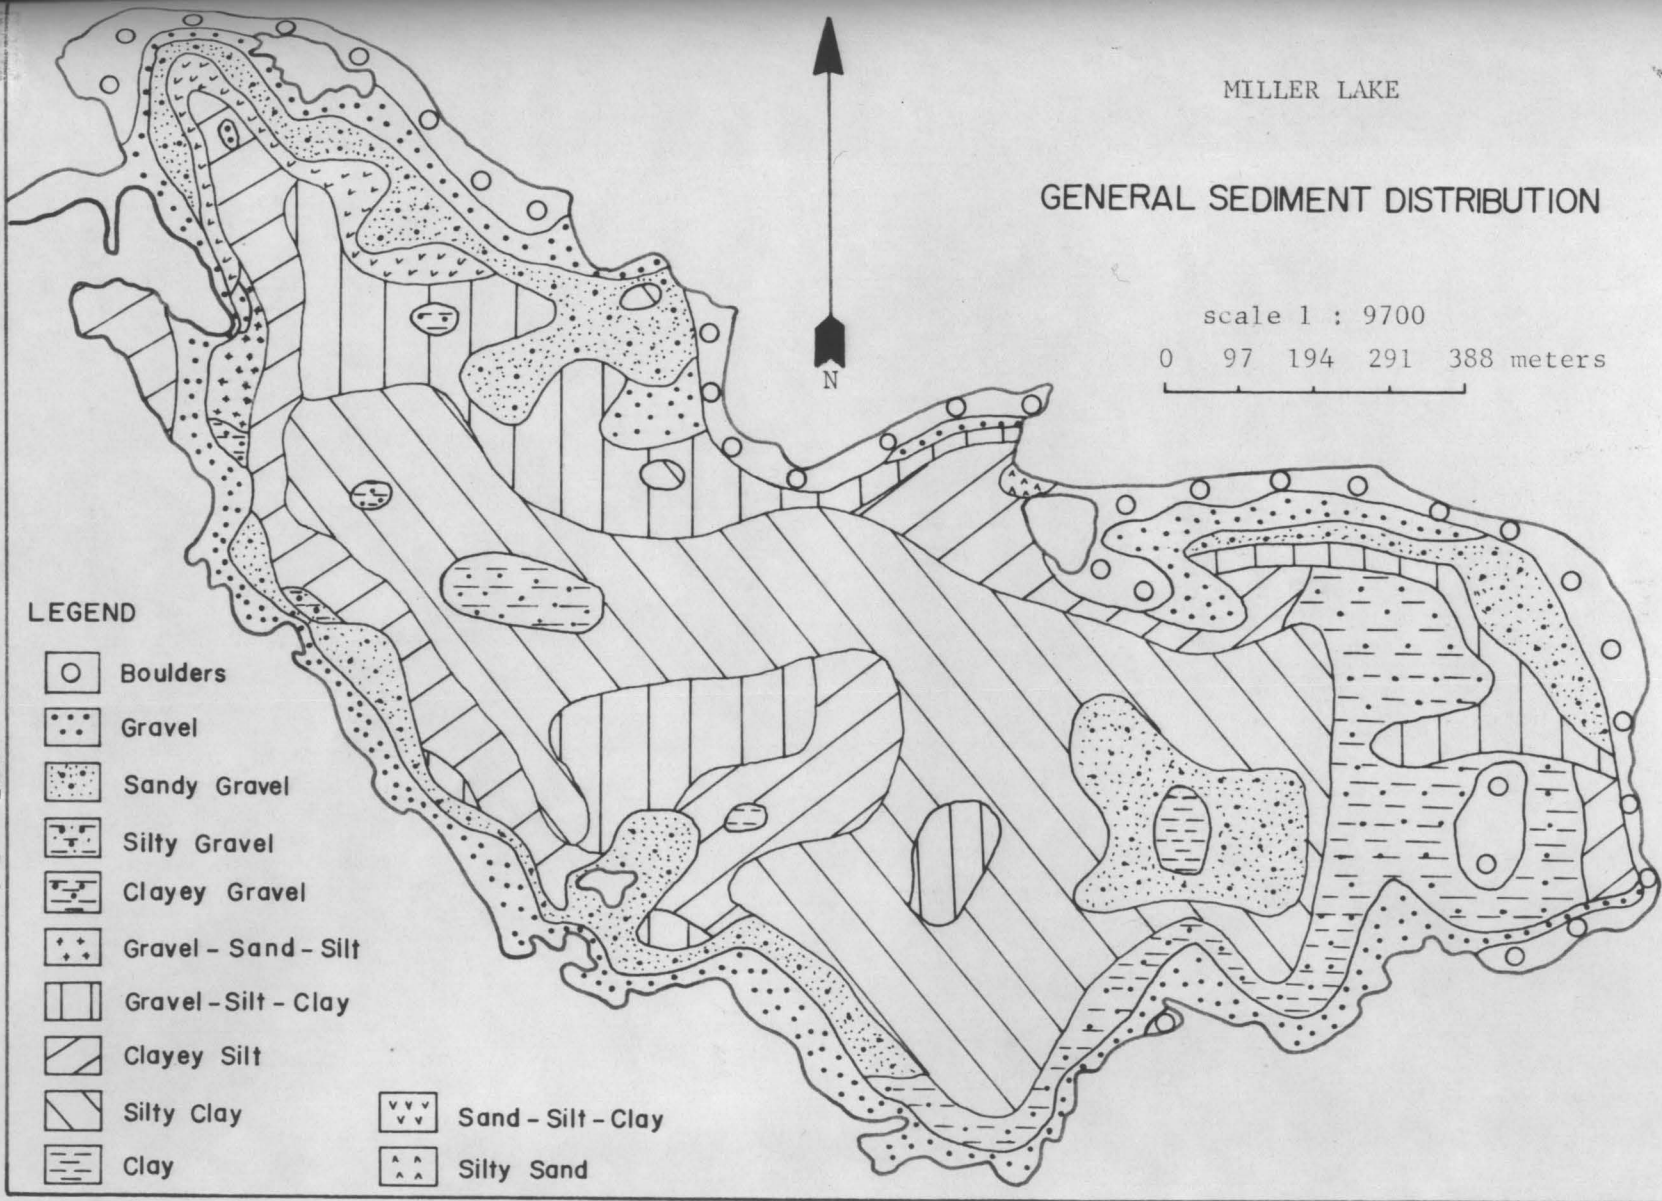 MILLER LAKE
GENERAL SEDIMENT DISTRIBUTION
scale 1 : 9700
0 97 194 291 388 meters
N
LEGEND
Boulders
Gravel
Sandy Gravel
Silty Gravel
Clayey Gravel
Gravel-Sand-Silt
Gravel-Silt-Clay
Clayey Silt
Silty Clay
Clay
Sand-Silt-Clay
Silty Sand